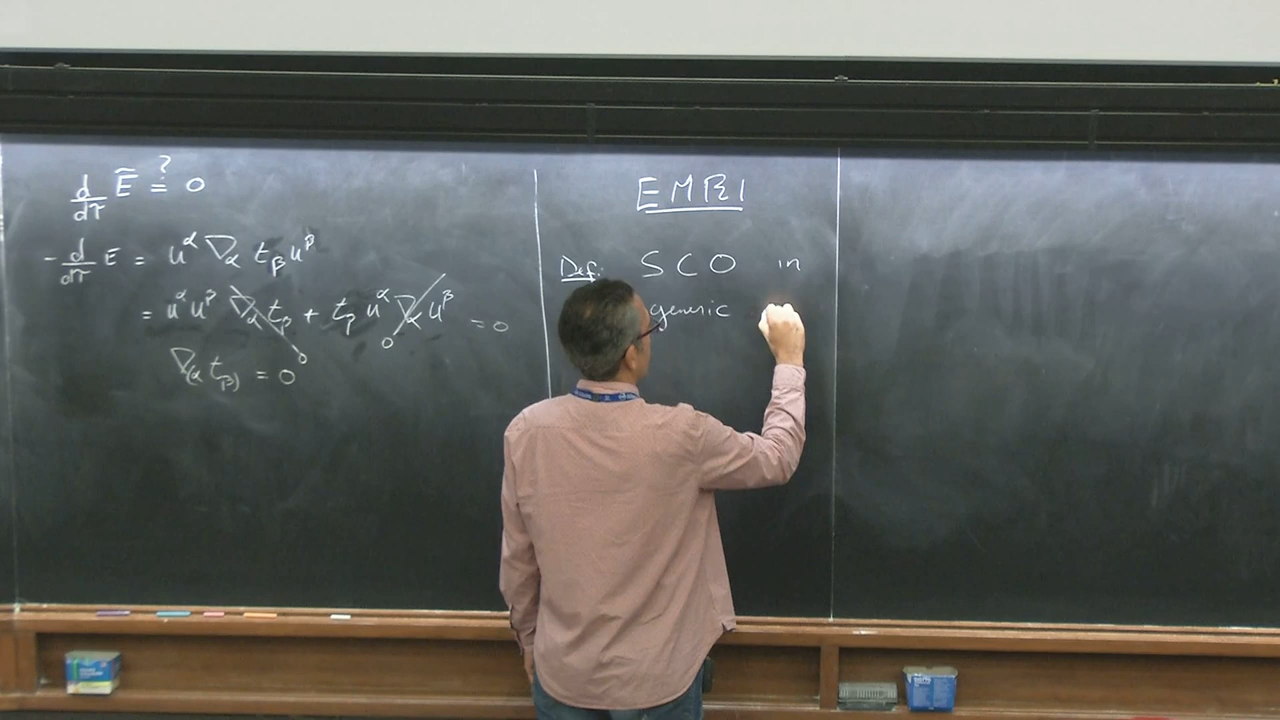 d/dτ Ẽ ≟ 0
- d/dτ E = u^α ∇_α t_β u^β
= u^α u^β ∇_α t_β + t_β u^α ∇_α u^β = 0
0 0
∇_(α t_β) = 0
EMRI
Def: SCO in
generic